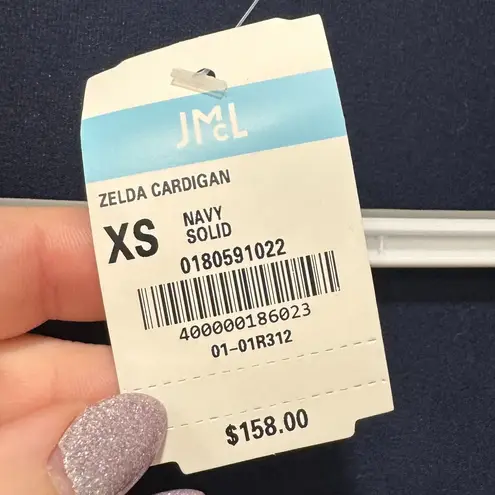 JMcL
ZELDA CARDIGAN
XS NAVY
SOLID
0180591022
400000186023
01-01R312
$158.00